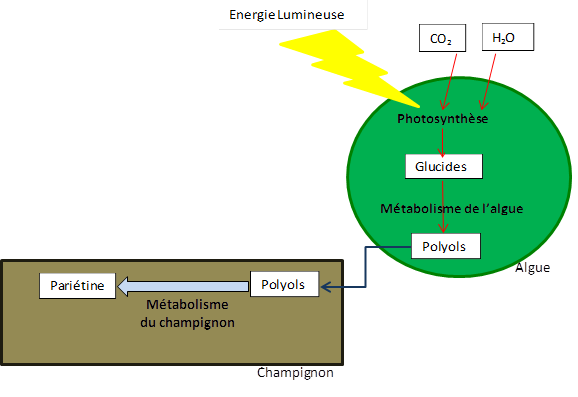 Energie Lumineuse
CO₂
H₂O
Photosynthèse
Glucides
Métabolisme de l'algue
Polyols
Algue
Pariétine
Polyols
Métabolisme
du champignon
Champignon